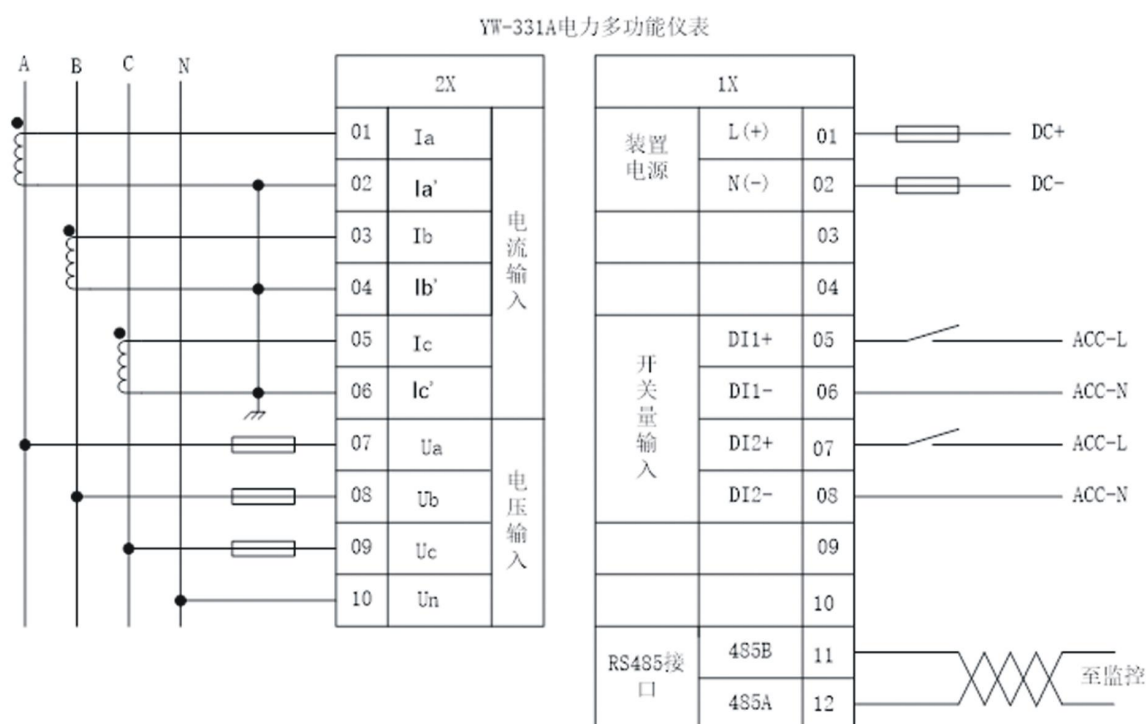 YW-331A电力多功能仪表
A B C N
2X
01 Ia
02 Ia'
03 Ib
04 Ib'
05 Ic
06 Ic'
电流输入
07 Ua
08 Ub
09 Uc
10 Un
电压输入
1X
装置
电源
L(+) 01 DC+
N(-) 02 DC-
03
04
开关量输入
DI1+ 05 ACC-L
DI1- 06 ACC-N
DI2+ 07 ACC-L
DI2- 08 ACC-N
09
10
RS485接
口
485B 11
485A 12
至监控